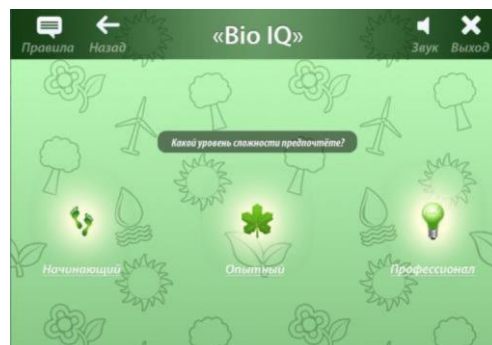 «Bio IQ»
Правила Назад Звук Выход
Какой уровень сложности предпочтёте?
Начинающий Опытный Профессионал